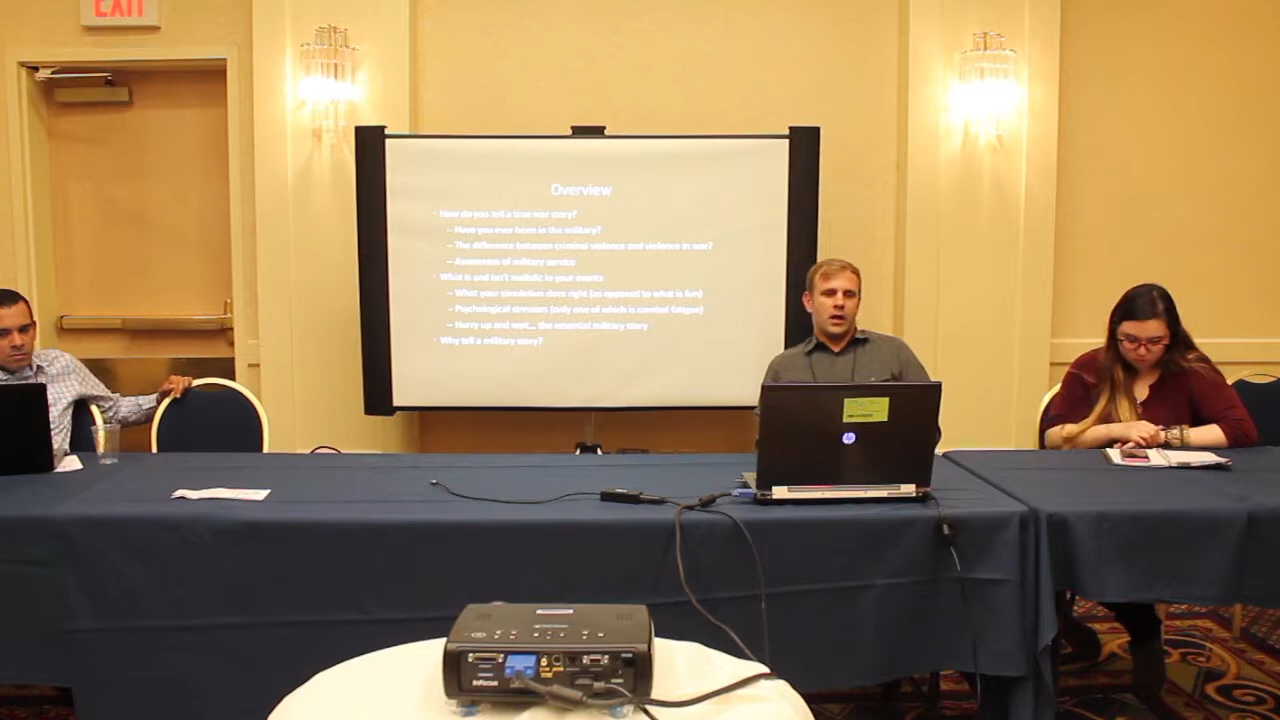 EXIT
Overview
• How do you tell a true war story?
– Have you ever been in the military?
– The difference between criminal violence and violence in war?
– Awareness of military service
• What is and isn't realistic to your events
– What your simulation does right (as opposed to what is fun)
– Psychological stressors (only one of which is combat fatigue)
– Hurry up and wait... the essential military story
• Why tell a military story?
hp
InFocus